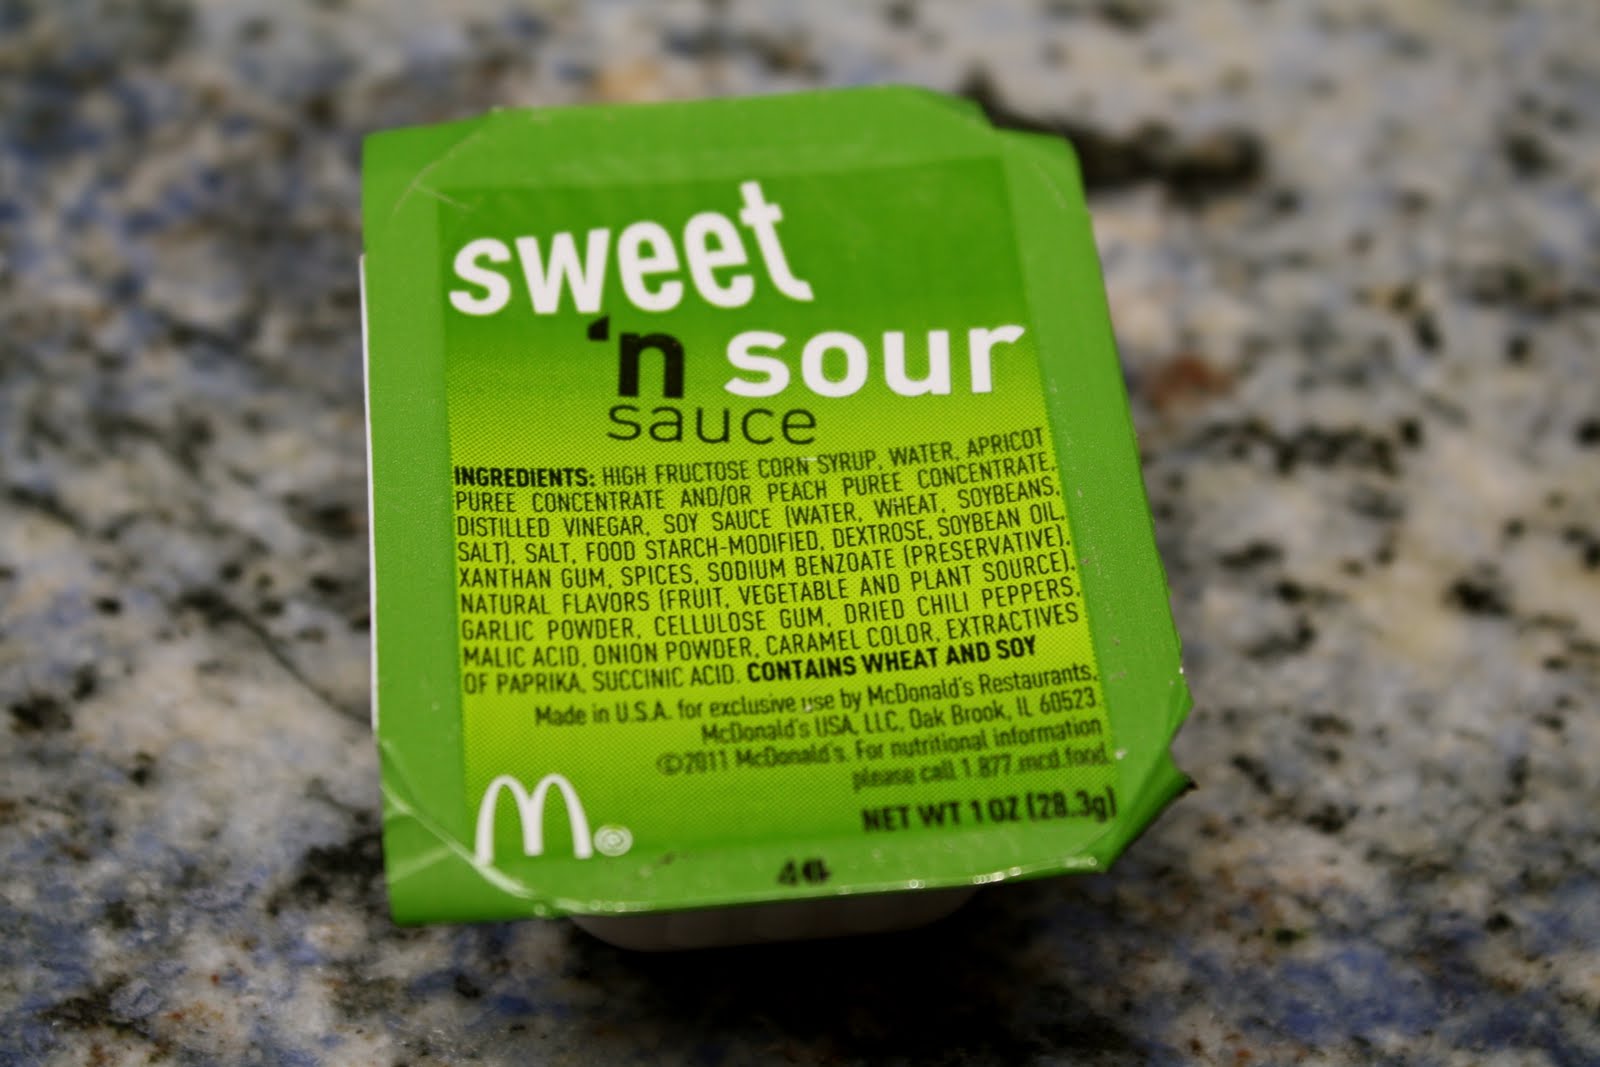 sweet
'n sour
sauce
INGREDIENTS: HIGH FRUCTOSE CORN SYRUP, WATER, APRICOT
PUREE CONCENTRATE AND/OR PEACH PUREE CONCENTRATE,
DISTILLED VINEGAR, SOY SAUCE (WATER, WHEAT, SOYBEANS,
SALT), SALT, FOOD STARCH-MODIFIED, DEXTROSE, SOYBEAN OIL,
XANTHAN GUM, SPICES, SODIUM BENZOATE (PRESERVATIVE),
NATURAL FLAVORS (FRUIT, VEGETABLE AND PLANT SOURCE),
GARLIC POWDER, CELLULOSE GUM, DRIED CHILI PEPPERS,
MALIC ACID, ONION POWDER, CARAMEL COLOR, EXTRACTIVES
OF PAPRIKA, SUCCINIC ACID. CONTAINS WHEAT AND SOY
Made in U.S.A. for exclusive use by McDonald's Restaurants.
McDonald's USA, LLC, Oak Brook, IL 60523
©2011 McDonald's. For nutritional information
please call 1.877.mcd.food.
NET WT 1 OZ (28.3g)
M